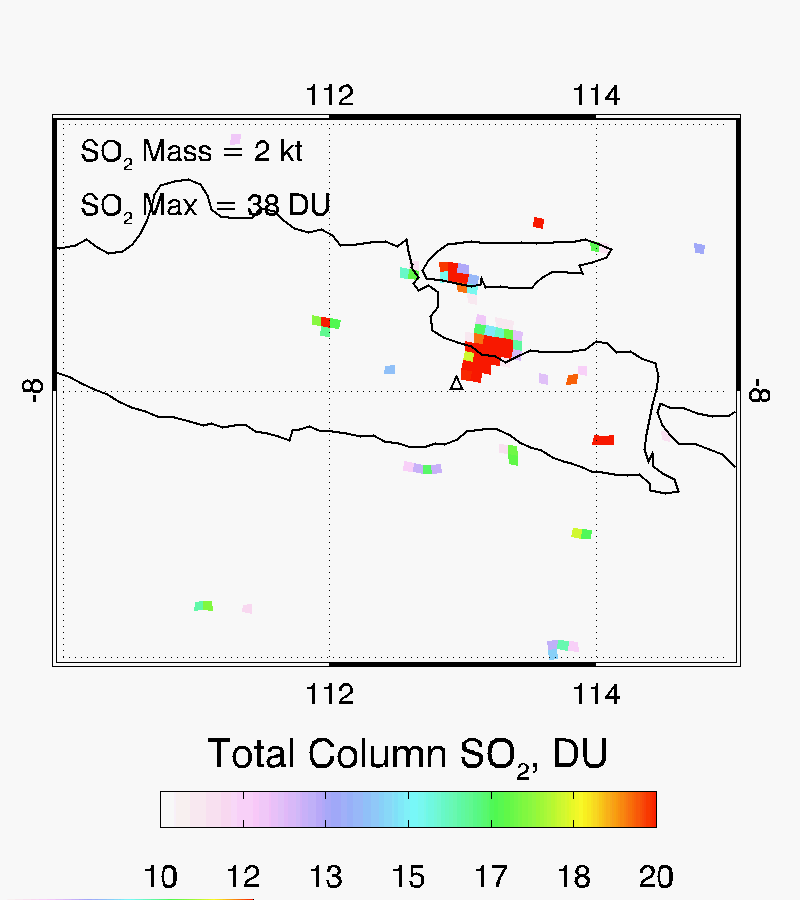 112 114
SO₂ Mass = 2 kt
SO₂ Max = 38 DU
-8 -8
112 114
Total Column SO₂, DU
10 12 13 15 17 18 20